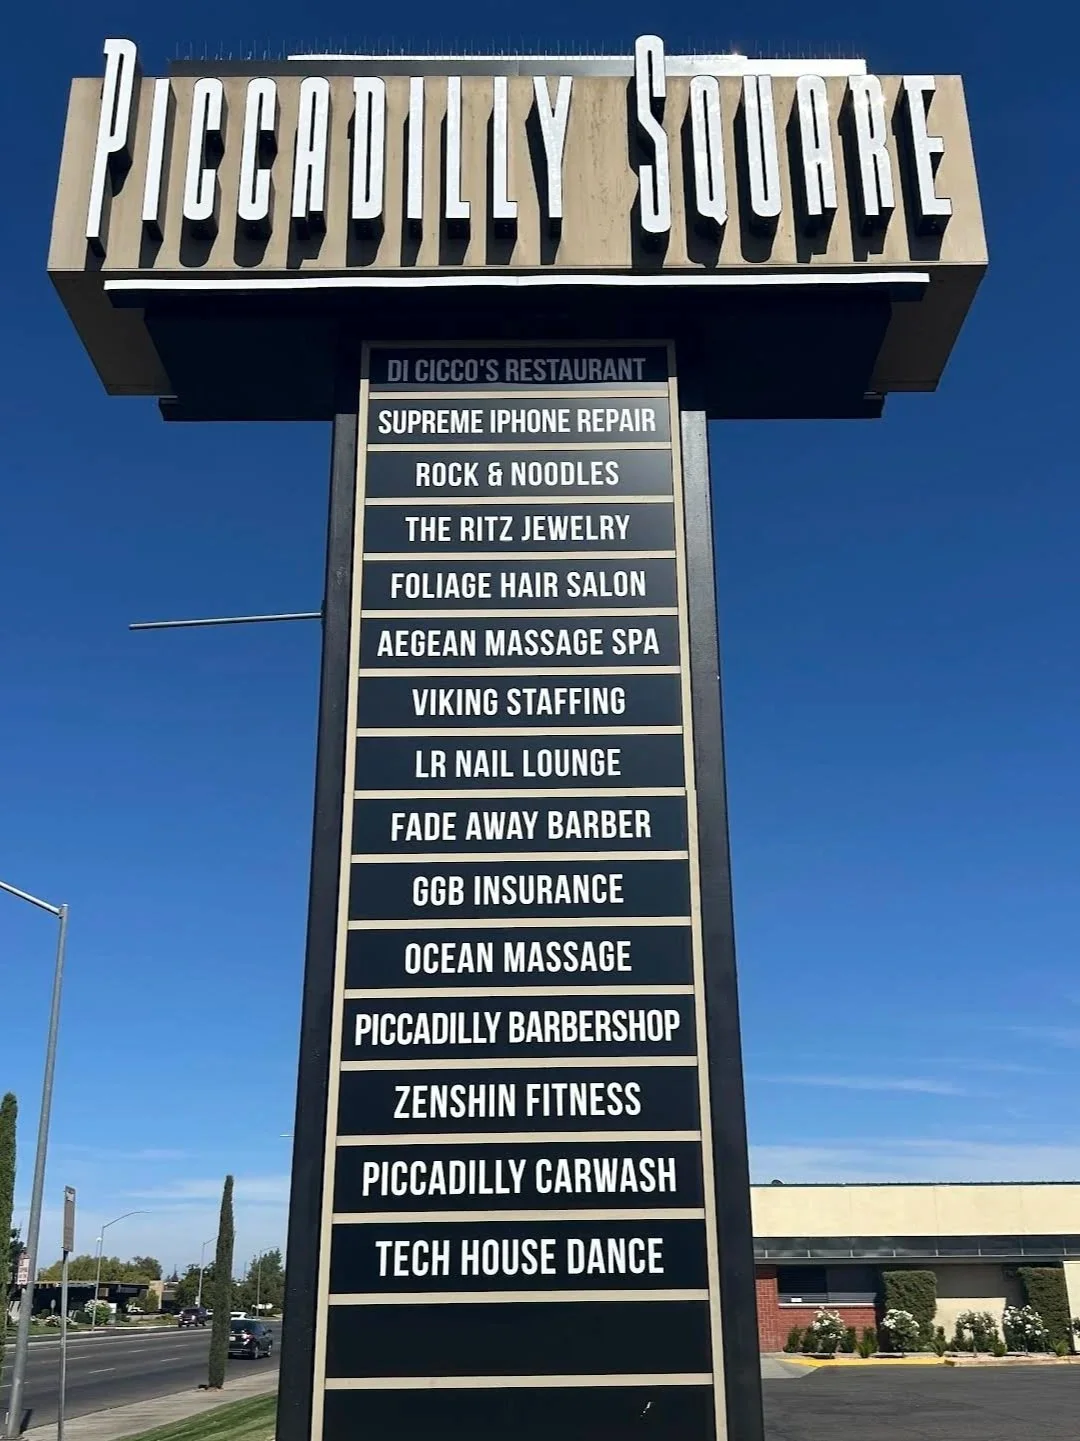 PICCADILLY SQUARE
DI CICCO'S RESTAURANT
SUPREME IPHONE REPAIR
ROCK & NOODLES
THE RITZ JEWELRY
FOLIAGE HAIR SALON
AEGEAN MASSAGE SPA
VIKING STAFFING
LR NAIL LOUNGE
FADE AWAY BARBER
GGB INSURANCE
OCEAN MASSAGE
PICCADILLY BARBERSHOP
ZENSHIN FITNESS
PICCADILLY CARWASH
TECH HOUSE DANCE